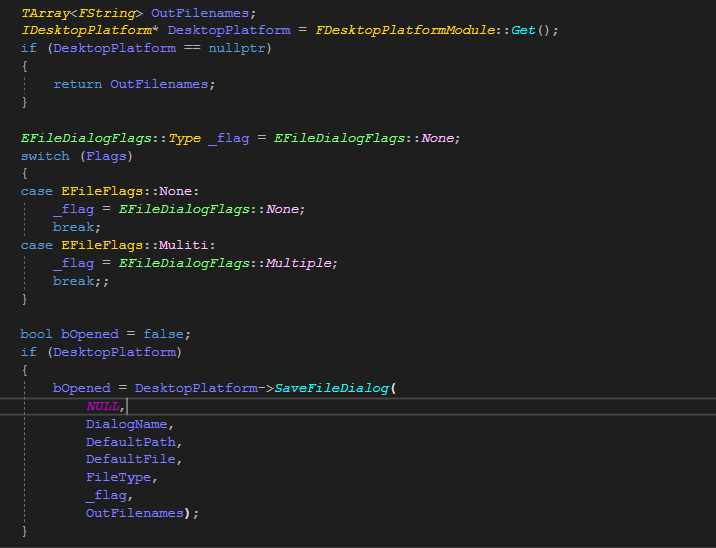 TArray<FString> OutFilenames;
IDesktopPlatform* DesktopPlatform = FDesktopPlatformModule::Get();
if (DesktopPlatform == nullptr)
{
    return OutFilenames;
}

EFileDialogFlags::Type _flag = EFileDialogFlags::None;
switch (Flags)
{
case EFileFlags::None:
    _flag = EFileDialogFlags::None;
    break;
case EFileFlags::Muliti:
    _flag = EFileDialogFlags::Multiple;
    break;;
}

bool bOpened = false;
if (DesktopPlatform)
{
    bOpened = DesktopPlatform->SaveFileDialog(
        NULL,
        DialogName,
        DefaultPath,
        DefaultFile,
        FileType,
        _flag,
        OutFilenames);
}